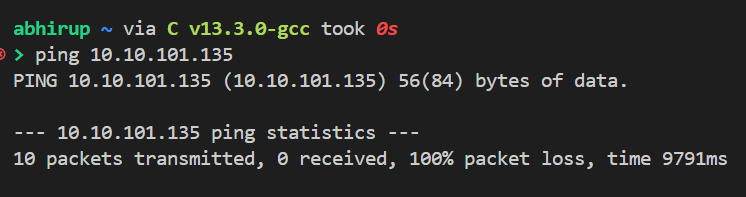 abhirup ~ via C v13.3.0-gcc took 0s
> ping 10.10.101.135
PING 10.10.101.135 (10.10.101.135) 56(84) bytes of data.

--- 10.10.101.135 ping statistics ---
10 packets transmitted, 0 received, 100% packet loss, time 9791ms